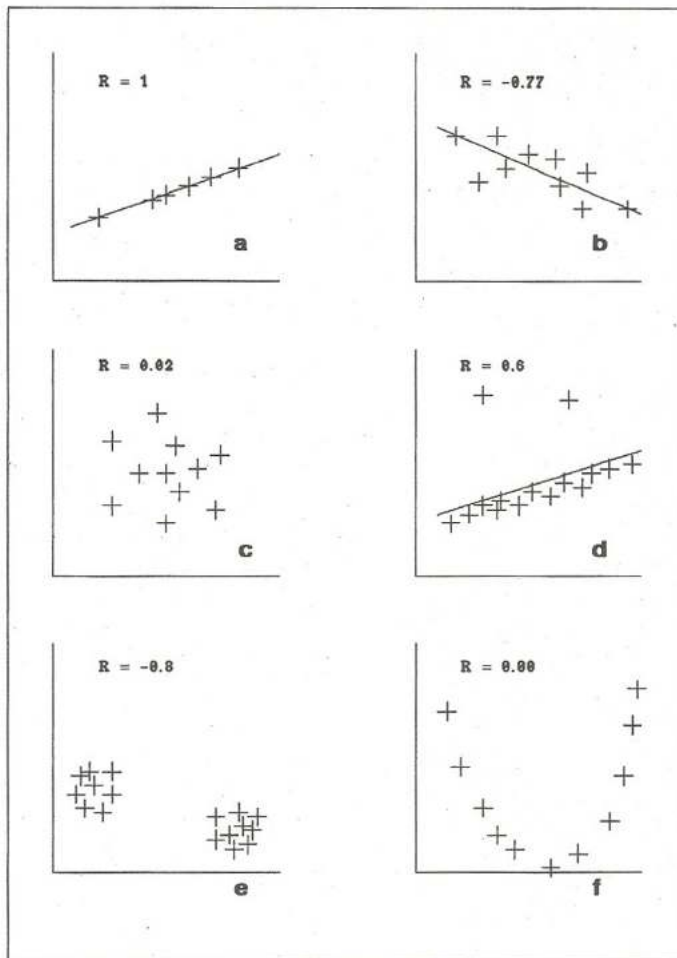 R = 1
a
R = -0.77
b
R = 0.02
c
R = 0.6
d
R = -0.8
e
R = 0.00
f